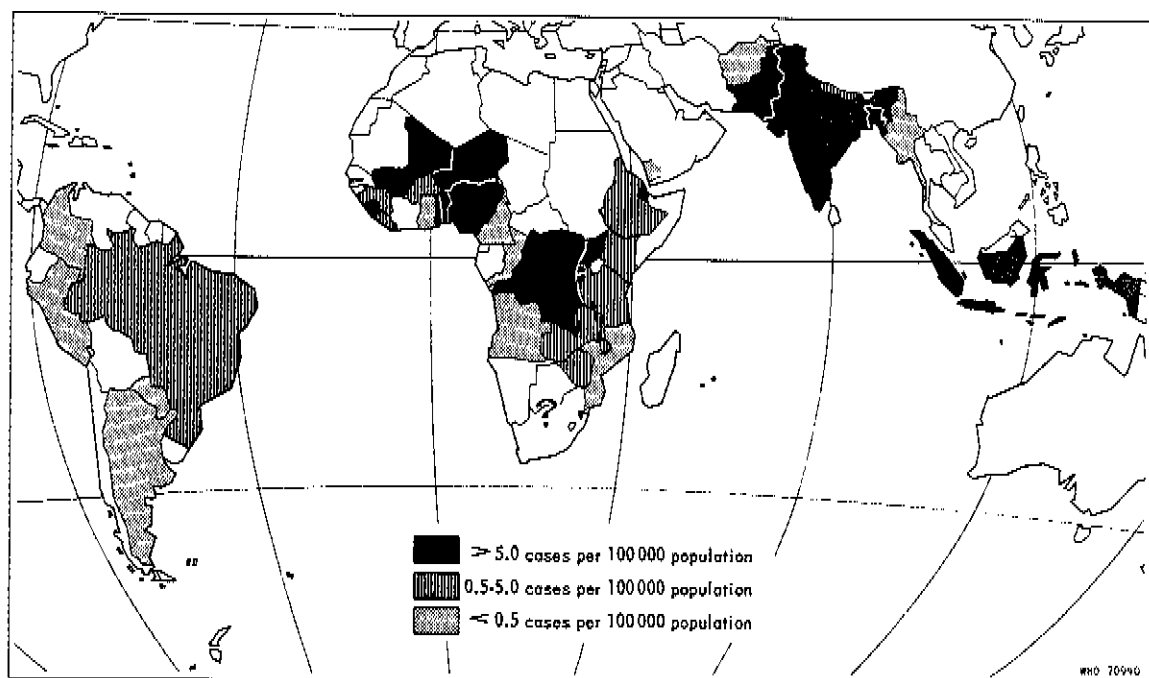 ?
> 5.0 cases per 100 000 population
0.5-5.0 cases per 100 000 population
< 0.5 cases per 100 000 population
WHO 70940